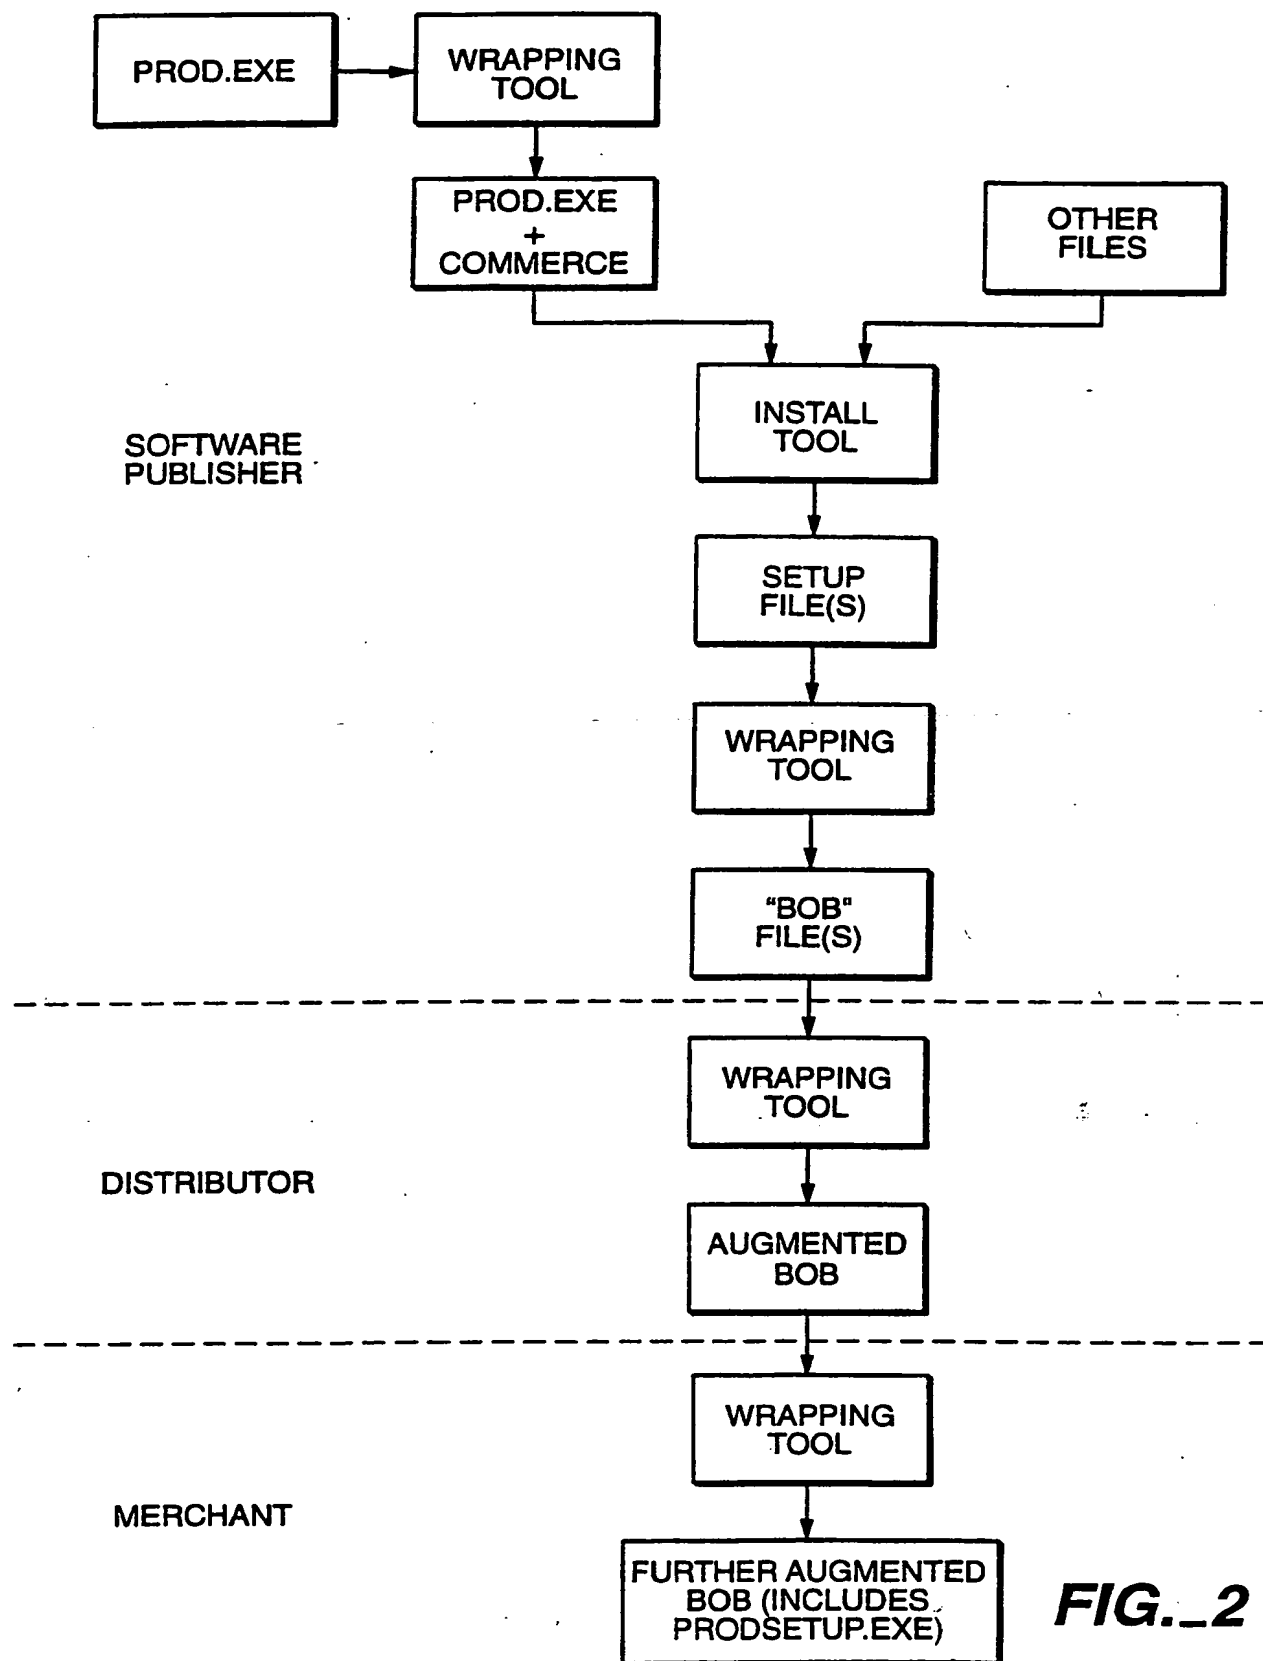 PROD.EXE
WRAPPING
TOOL
PROD.EXE
+
COMMERCE
OTHER
FILES
INSTALL
TOOL
SOFTWARE
PUBLISHER
SETUP
FILE(S)
WRAPPING
TOOL
"BOB"
FILE(S)
WRAPPING
TOOL
DISTRIBUTOR
AUGMENTED
BOB
WRAPPING
TOOL
MERCHANT
FURTHER AUGMENTED
BOB (INCLUDES
PRODSETUP.EXE)
FIG._2